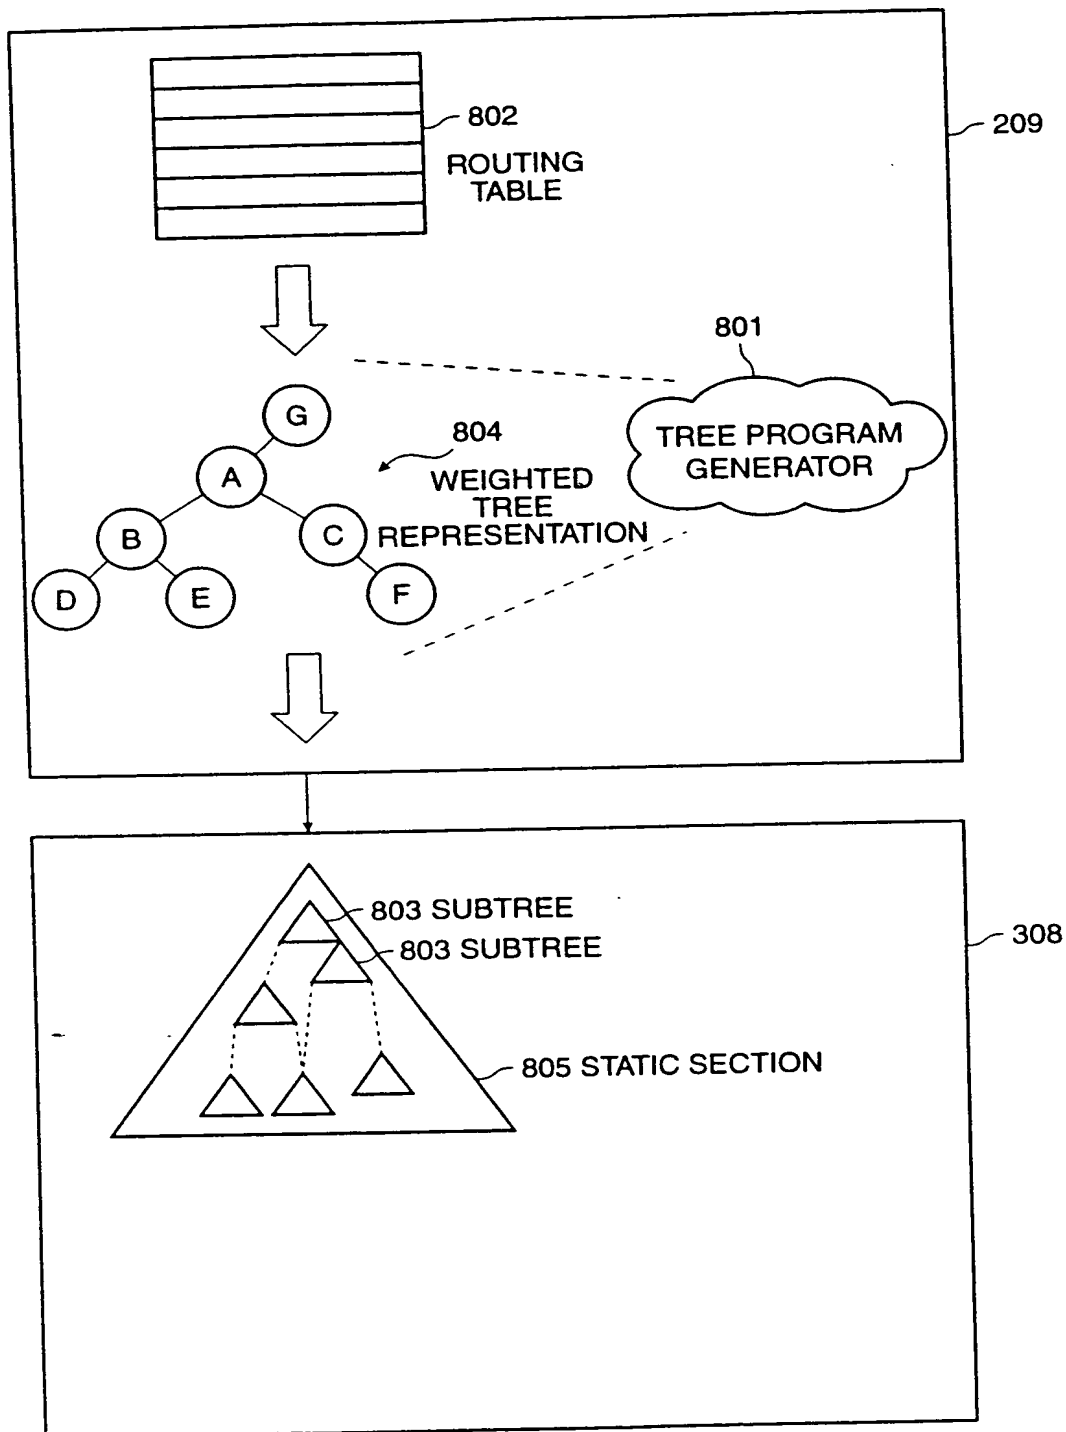 802
ROUTING
TABLE
209
801
TREE PROGRAM
GENERATOR
G
804
WEIGHTED
TREE
REPRESENTATION
A
B
C
D
E
F
803 SUBTREE
803 SUBTREE
308
805 STATIC SECTION